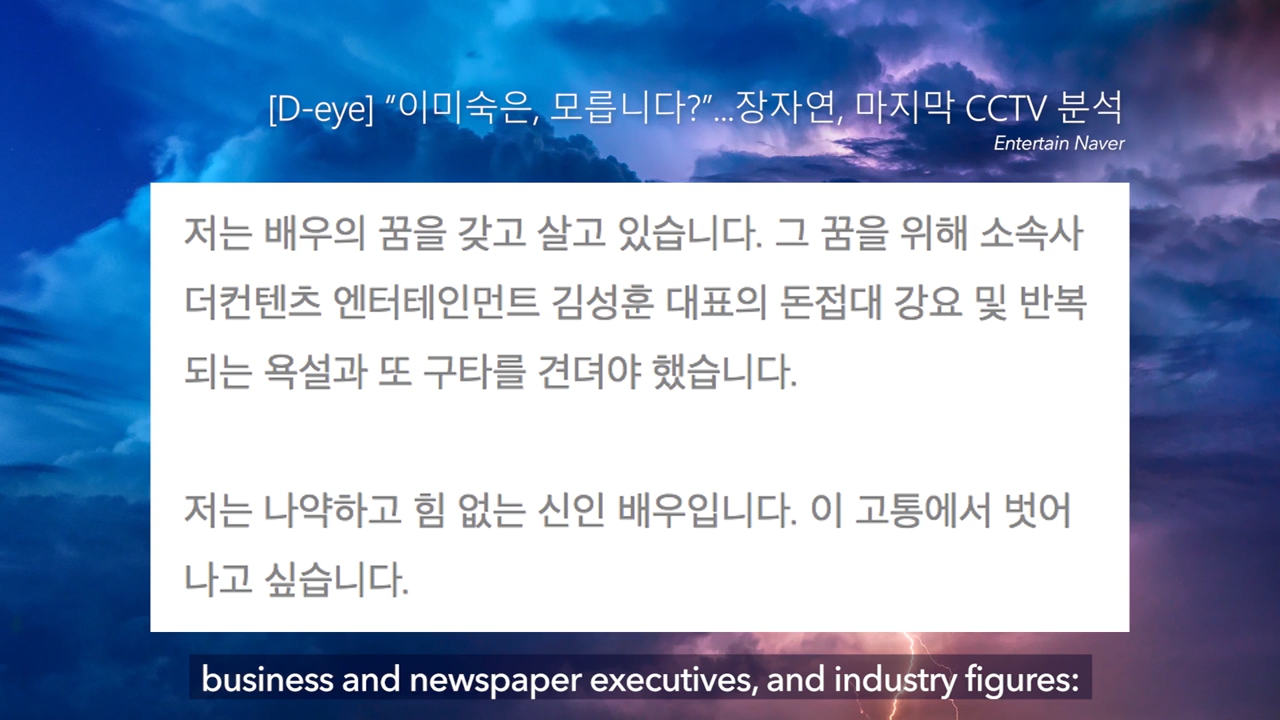 [D-eye] “이미숙은, 모릅니다?”...장자연, 마지막 CCTV 분석
Entertain Naver
저는 배우의 꿈을 갖고 살고 있습니다. 그 꿈을 위해 소속사
더컨텐츠 엔터테인먼트 김성훈 대표의 돈접대 강요 및 반복
되는 욕설과 또 구타를 견뎌야 했습니다.
저는 나약하고 힘 없는 신인 배우입니다. 이 고통에서 벗어
나고 싶습니다.
business and newspaper executives, and industry figures: